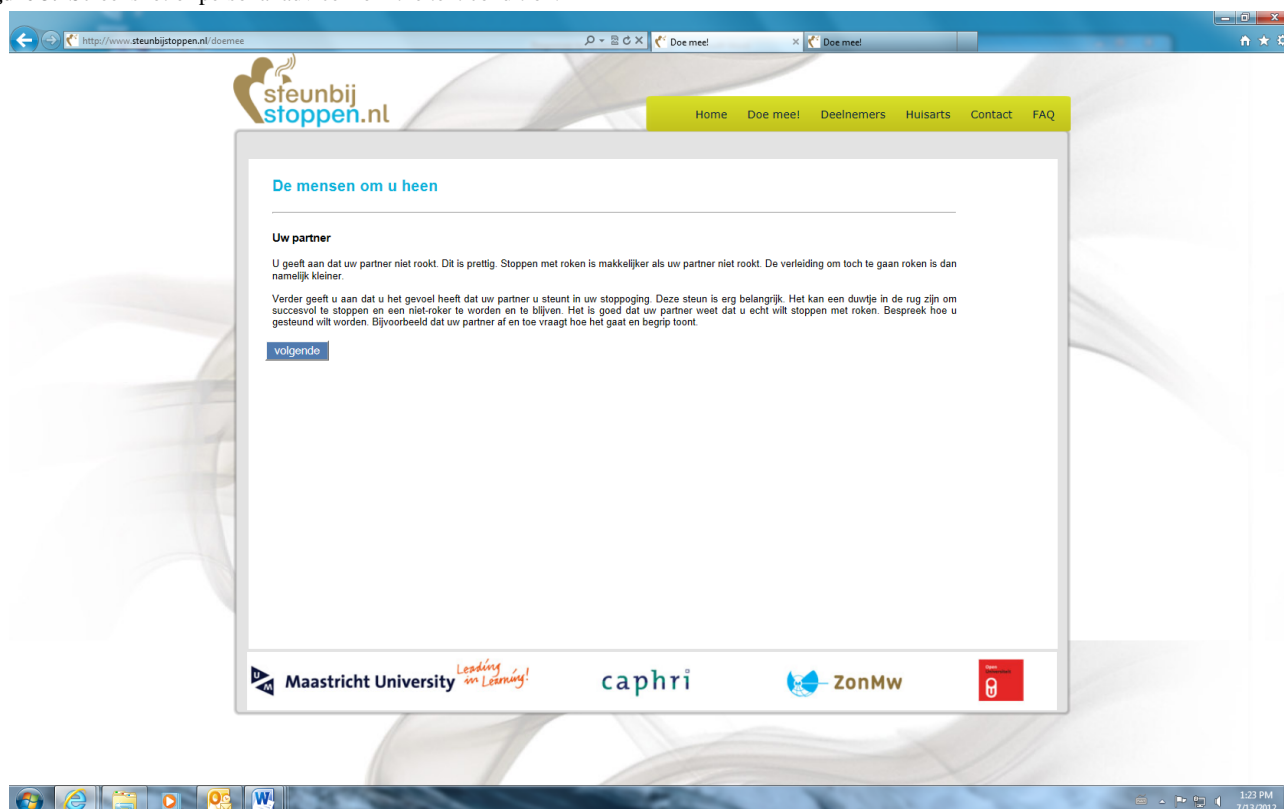 http://www.steunbijstoppen.nl/doemee
Doe mee!
Doe mee!
steunbij
stoppen.nl
Home Doe mee! Deelnemers Huisarts Contact FAQ
De mensen om u heen
Uw partner
U geeft aan dat uw partner niet rookt. Dit is prettig. Stoppen met roken is makkelijker als uw partner niet rookt. De verleiding om toch te gaan roken is dan
namelijk kleiner.
Verder geeft u aan dat u het gevoel heeft dat uw partner u steunt in uw stoppoging. Deze steun is erg belangrijk. Het kan een duwtje in de rug zijn om
succesvol te stoppen en een niet-roker te worden en te blijven. Het is goed dat uw partner weet dat u echt wilt stoppen met roken. Bespreek hoe u
gesteund wilt worden. Bijvoorbeeld dat uw partner af en toe vraagt hoe het gaat en begrip toont.
volgende
Maastricht University Leading in Learning!
caphri
ZonMw
Open
1:23 PM
7/13/2012